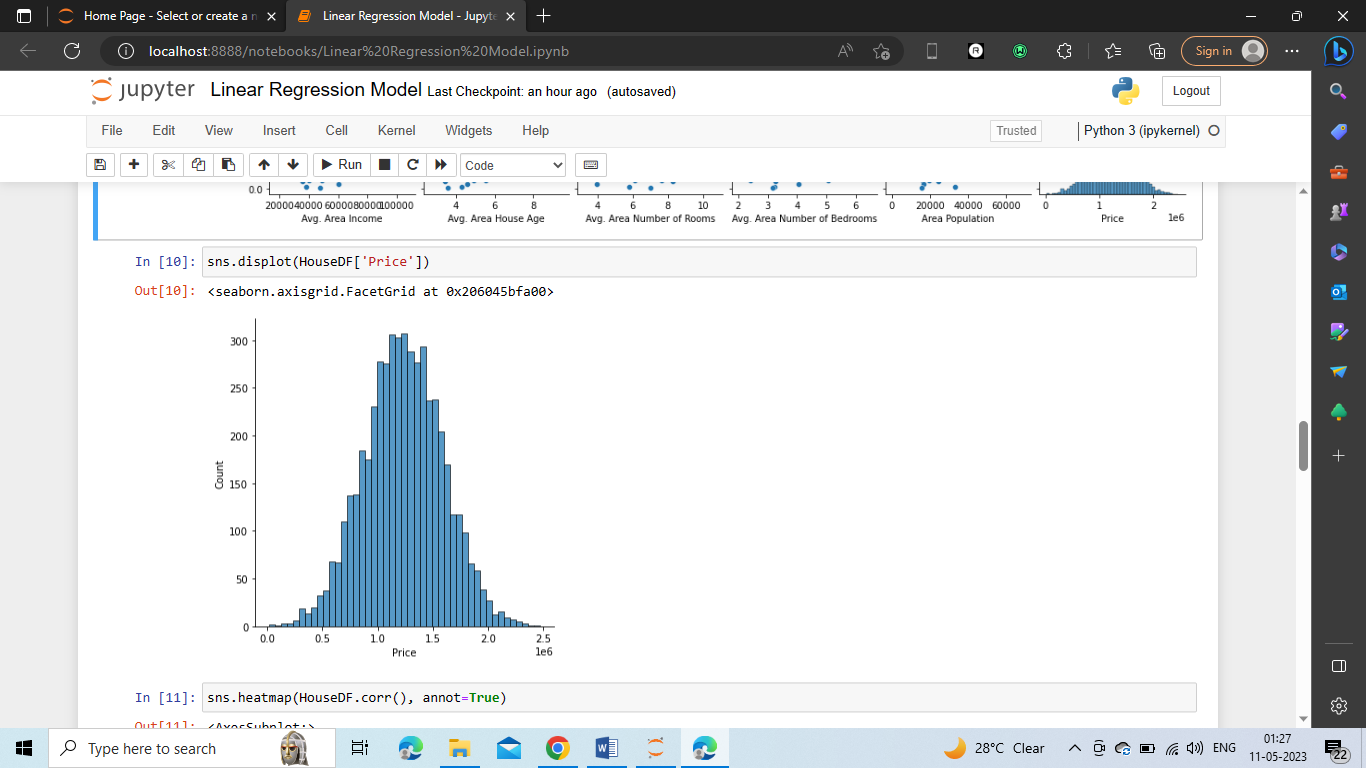 Home Page - Select or create a n
Linear Regression Model - Jupyte
localhost:8888/notebooks/Linear%20Regression%20Model.ipynb
Sign in
jupyter Linear Regression Model Last Checkpoint: an hour ago (autosaved)
Logout
File Edit View Insert Cell Kernel Widgets Help
Trusted
Python 3 (ipykernel)
Run
Code
0.0
20000 40000 60000 80000 100000
4 6 8
4 6 8 10
2 3 4 5 6
0 20000 40000 60000
0 1 2
1e6
Avg. Area Income
Avg. Area House Age
Avg. Area Number of Rooms
Avg. Area Number of Bedrooms
Area Population
Price
In [10]: sns.displot(HouseDF['Price'])
Out[10]: <seaborn.axisgrid.FacetGrid at 0x206045bfa00>
300
250
200
150
100
50
0
Count
0.0 0.5 1.0 1.5 2.0 2.5
Price
1e6
In [11]: sns.heatmap(HouseDF.corr(), annot=True)
Out[11]: <AxesSubplot:>
Type here to search
28°C Clear
ENG
01:27
11-05-2023
22